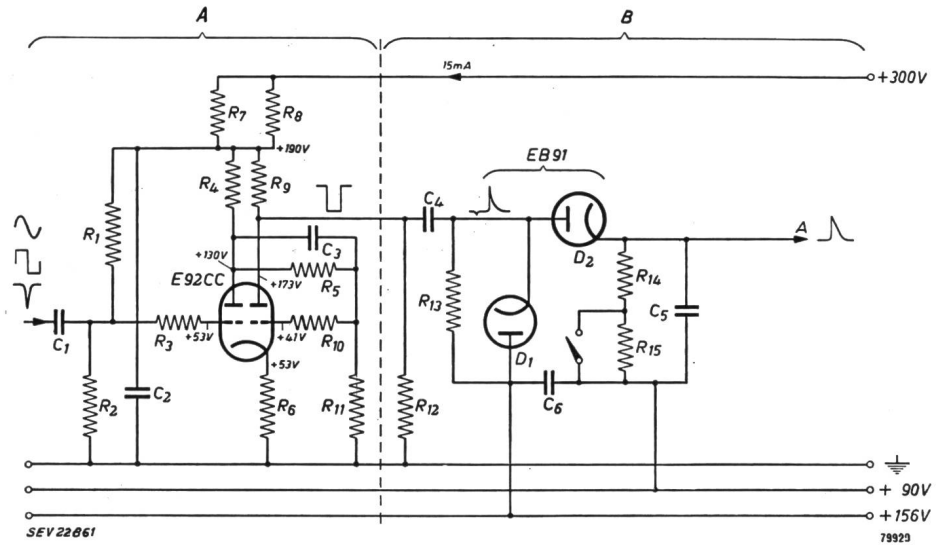 A
B
15mA
+300V
R7
R8
+190V
EB91
R4
R9
C4
R1
A
C3
D2
+130V
R14
E92CC
+173V
R5
R13
C5
C1
R3
+53V
+41V
R10
D1
R15
+53V
R2
C2
R6
R11
R12
C6
+ 90V
+156V
SEV 22861
79929